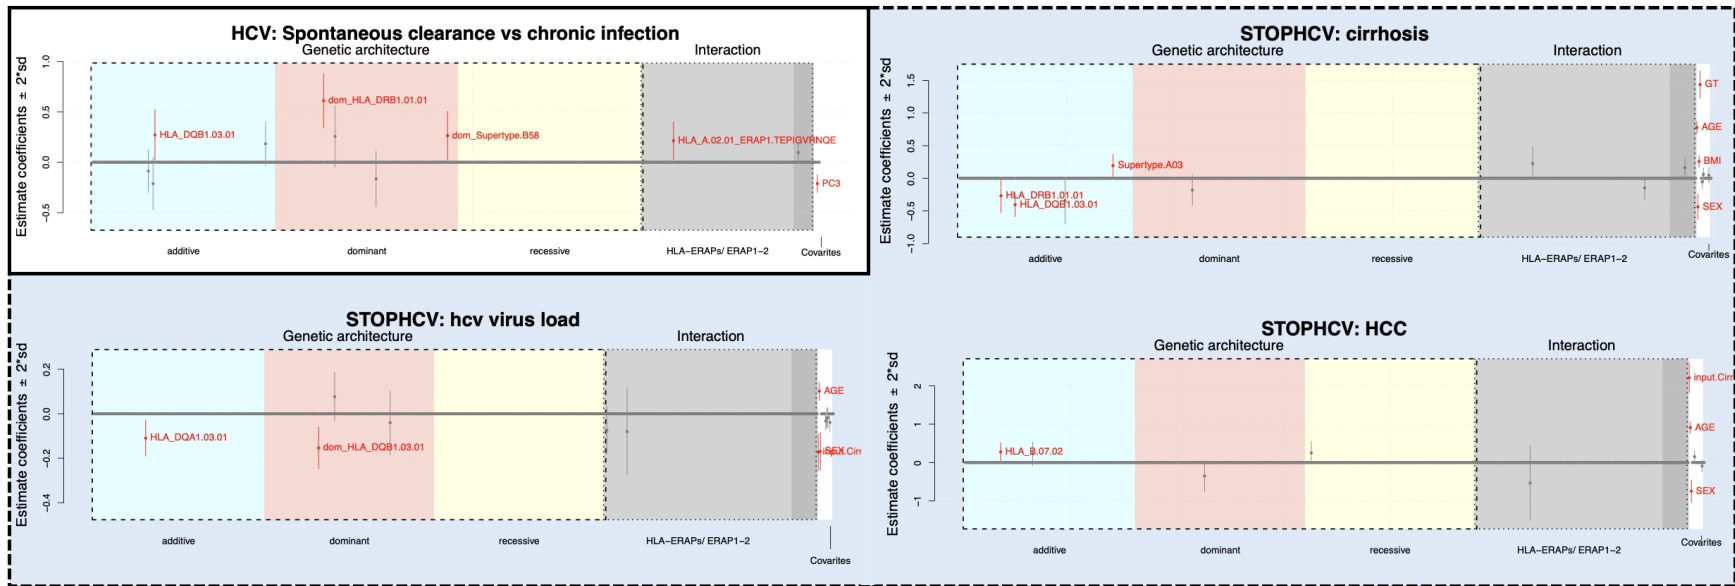 HCV: Spontaneous clearance vs chronic infection
Genetic architecture
Interaction
Estimate coefficients ± 2*sd
1.0
0.5
0.0
−0.5
HLA_DQB1.03.01
dom_HLA_DRB1.01.01
dom_Supertype.B58
HLA_A.02.01_ERAP1.TEPIGVRNQE
PC3
additive
dominant
recessive
HLA−ERAPs/ ERAP1−2
Covarites
STOPHCV: cirrhosis
Genetic architecture
Interaction
Estimate coefficients ± 2*sd
1.5
1.0
0.5
0.0
−0.5
−1.0
HLA_DRB1.01.01
HLA_DQB1.03.01
Supertype.A03
GT
AGE
BMI
SEX
additive
dominant
recessive
HLA−ERAPs/ ERAP1−2
Covarites
STOPHCV: hcv virus load
Genetic architecture
Interaction
Estimate coefficients ± 2*sd
0.2
0.0
−0.2
−0.4
HLA_DQA1.03.01
dom_HLA_DQB1.03.01
AGE
SEX
additive
dominant
recessive
HLA−ERAPs/ ERAP1−2
Covarites
STOPHCV: HCC
Genetic architecture
Interaction
Estimate coefficients ± 2*sd
2
1
0
−1
HLA_B.07.02
input.Cirr
AGE
SEX
additive
dominant
recessive
HLA−ERAPs/ ERAP1−2
Covarites